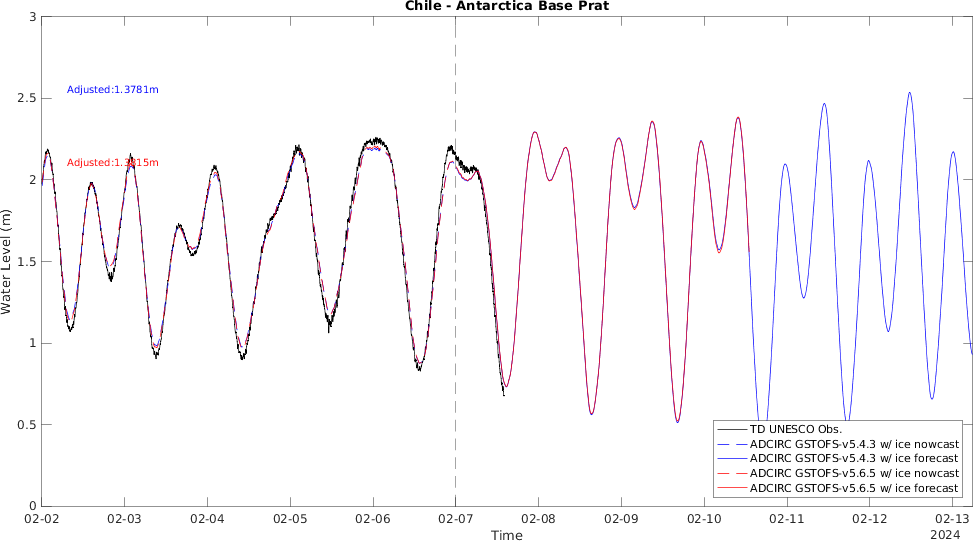 Chile - Antarctica Base Prat
3
2.5
2
1.5
1
0.5
0
Water Level (m)
Adjusted:1.3781m
Adjusted:1.3815m
TD UNESCO Obs.
ADCIRC GSTOFS-v5.4.3 w/ ice nowcast
ADCIRC GSTOFS-v5.4.3 w/ ice forecast
ADCIRC GSTOFS-v5.6.5 w/ ice nowcast
ADCIRC GSTOFS-v5.6.5 w/ ice forecast
02-02 02-03 02-04 02-05 02-06 02-07 02-08 02-09 02-10 02-11 02-12 02-13
Time
2024